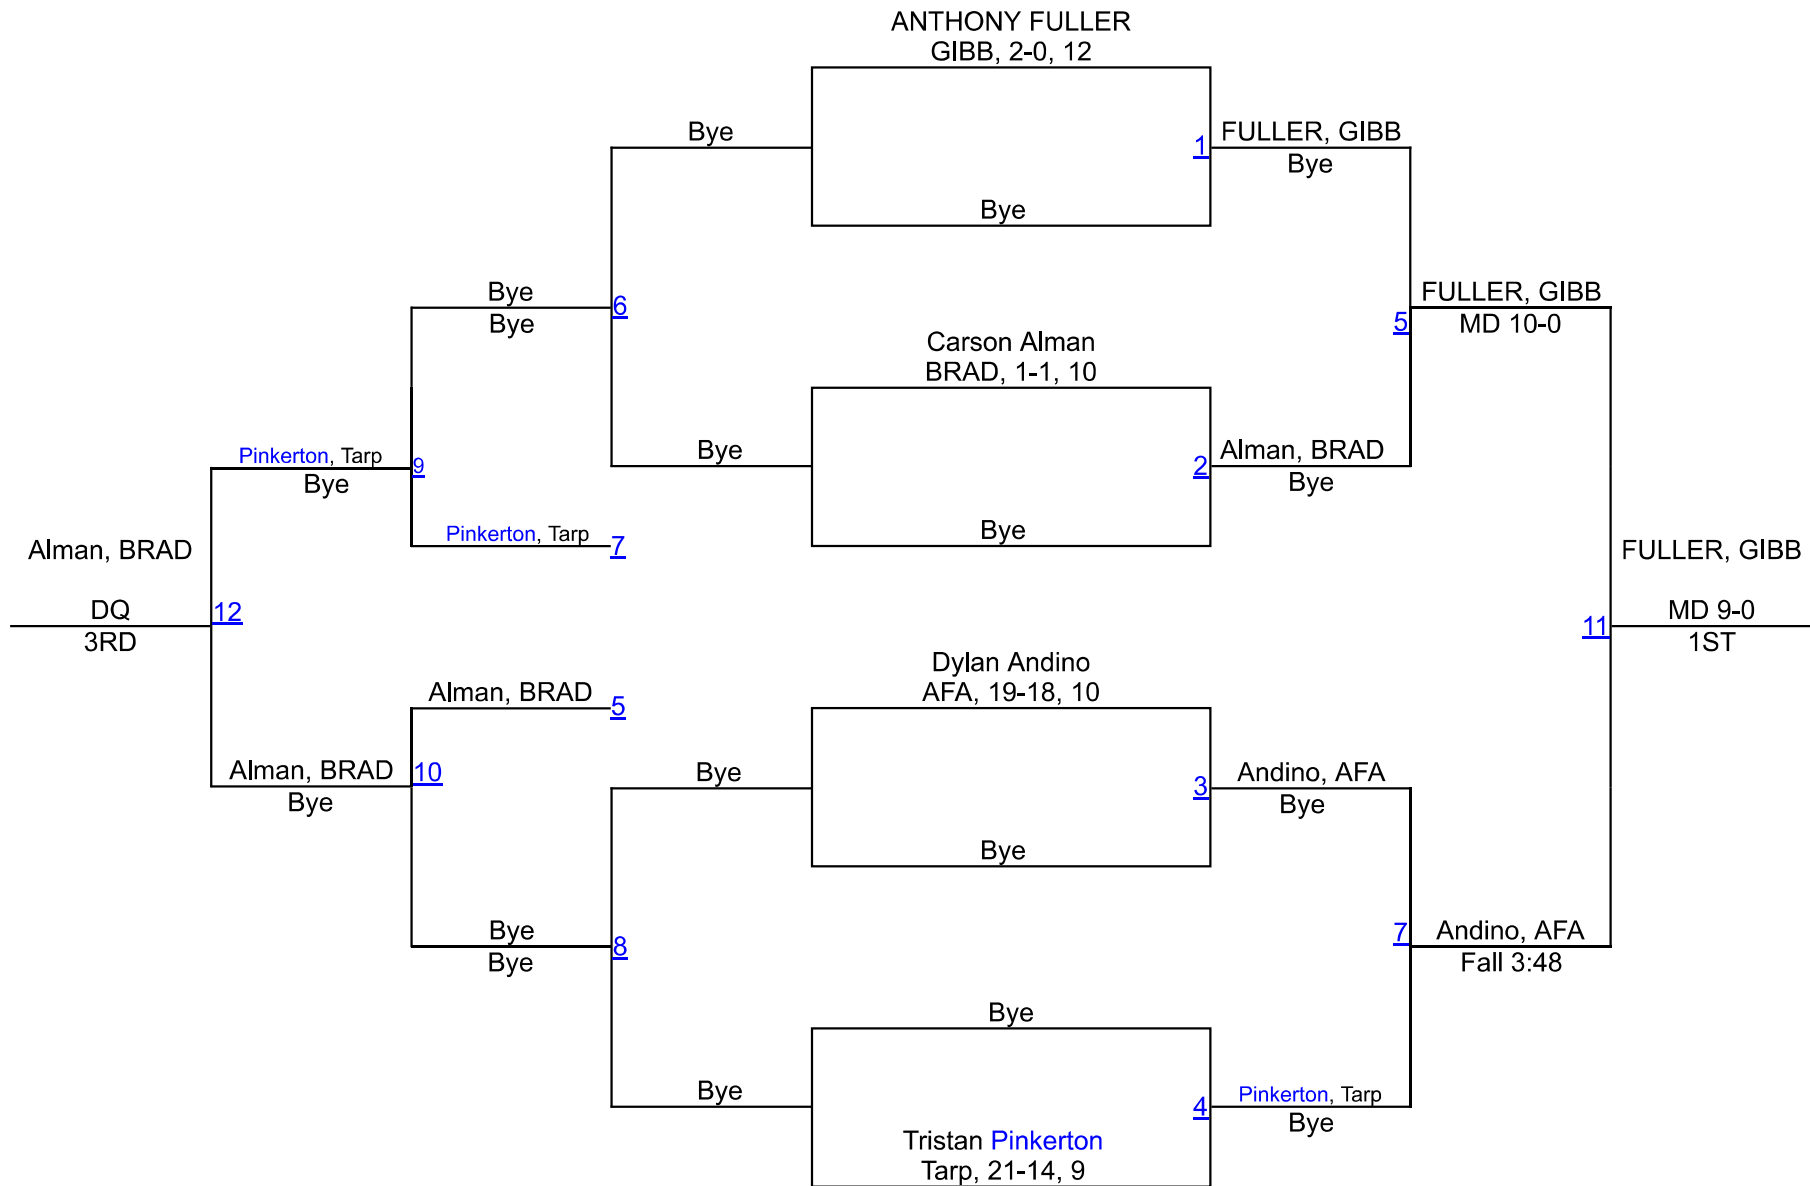 ANTHONY FULLER
GIBB, 2-0, 12
Bye
1
FULLER, GIBB
Bye
Bye
Bye
Bye
6
FULLER, GIBB
5
MD 10-0
Carson Alman
BRAD, 1-1, 10
Pinkerton, Tarp
9
Bye
Bye
2
Alman, BRAD
Bye
Pinkerton, Tarp
7
Bye
Alman, BRAD
FULLER, GIBB
DQ
12
3RD
11
MD 9-0
1ST
Dylan Andino
AFA, 19-18, 10
Alman, BRAD
5
Alman, BRAD
10
Bye
Bye
3
Andino, AFA
Bye
Bye
Bye
8
Bye
7
Andino, AFA
Fall 3:48
Bye
Bye
4
Pinkerton, Tarp
Bye
Tristan Pinkerton
Tarp, 21-14, 9